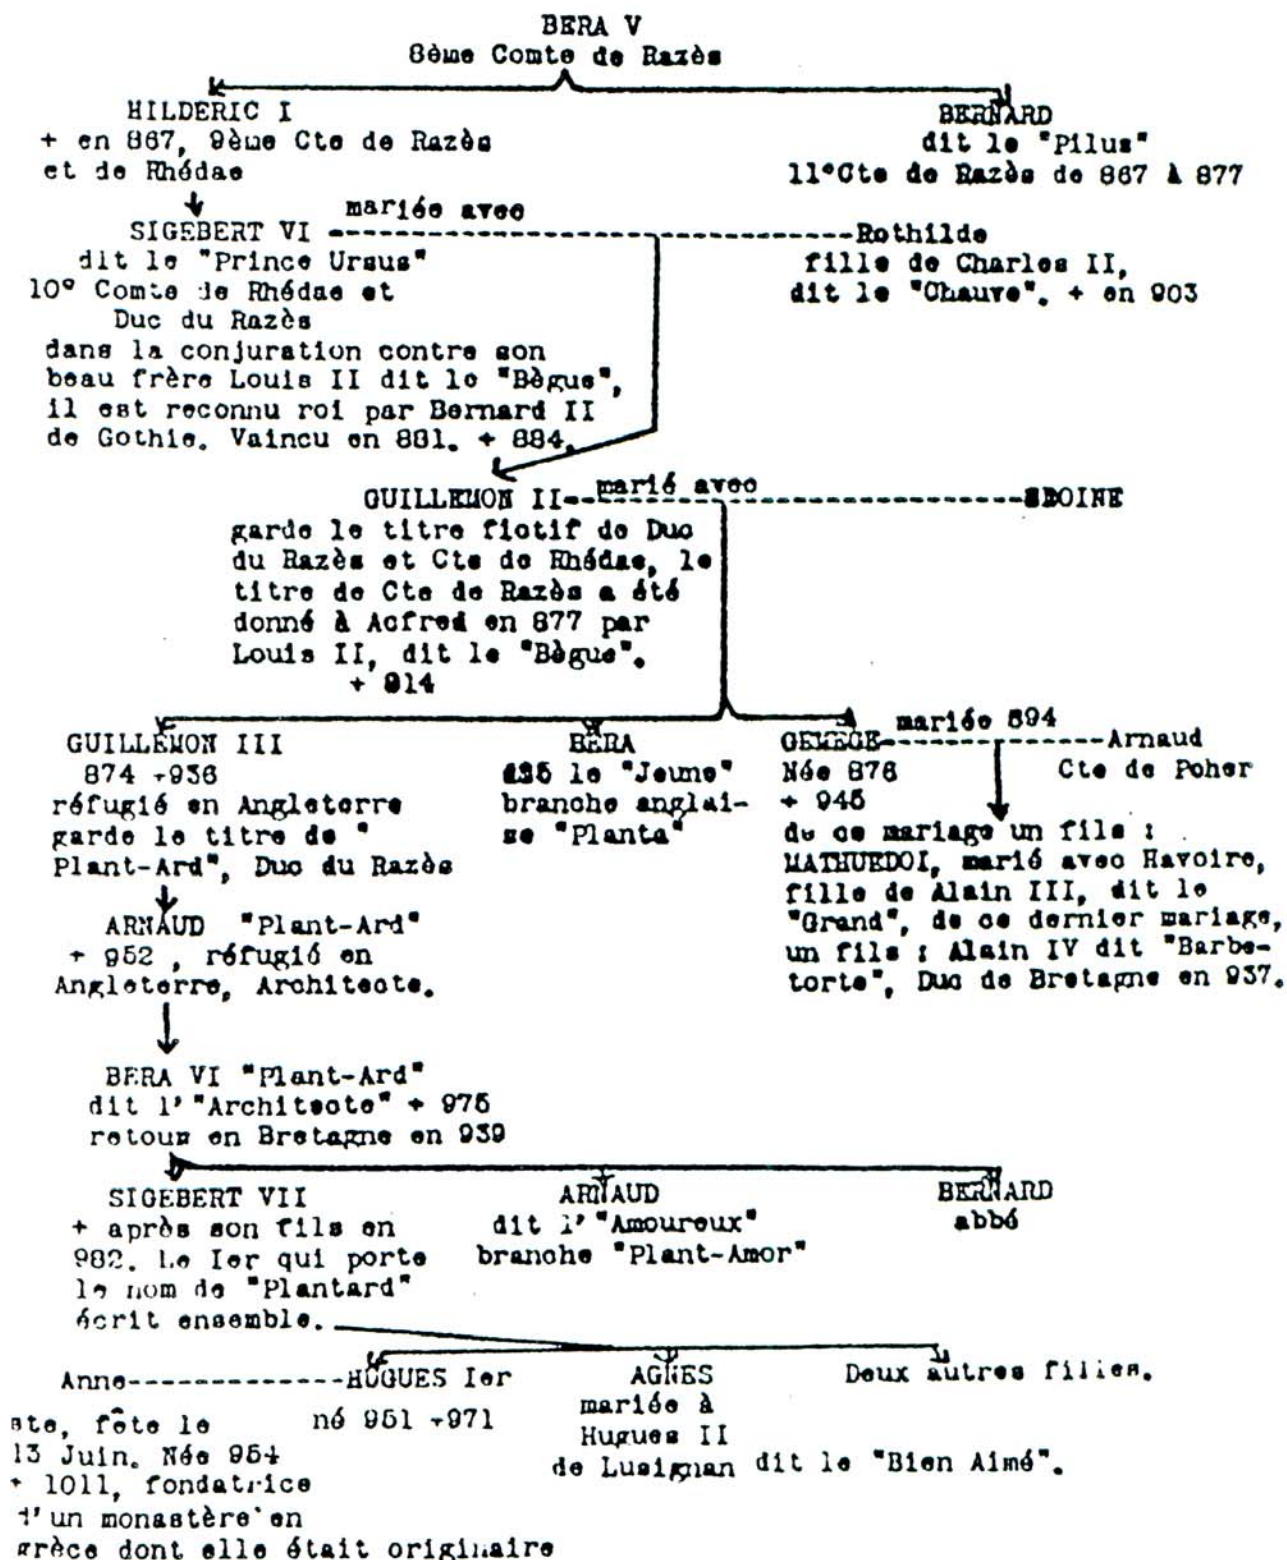 BERA V
8ème Comte de Razès
HILDERIC I
+ en 867, 9ème Cte de Razès
et de Rhédae
BERNARD
dit le "Pilus"
11°Cte de Razès de 867 À 877
mariée avec
SIGEBERT VI
dit le "Prince Ursus"
10° Comte de Rhédae et
Duc du Razès
dans la conjuration contre son
beau frère Louis II dit le "Bègue",
il est reconnu roi par Bernard II
de Gothie. Vaincu en 881. + 884.
Rothilde
fille de Charles II,
dit le "Chauve". + en 903
GUILLEMON II
marié avec
garde le titre fictif de Duc
du Razès et Cte de Rhédae, le
titre de Cte de Razès a été
donné à Acfred en 877 par
Louis II, dit le "Bègue".
+ 914
GUILLEMON III
874 +936
réfugié en Angleterre
garde le titre de "
Plant-Ard", Duc du Razès
BERA
le "Jeune"
branche anglai-
se "Planta"
mariée 894
Née 876
+ 945
Arnaud
Cte de Poher
de ce mariage un fils :
MATHUEDOI, marié avec Havoire,
fille de Alain III, dit le
"Grand", de ce dernier mariage,
un fils : Alain IV dit "Barbe-
torte", Duc de Bretagne en 937.
ARNAUD "Plant-Ard"
+ 952 , réfugié en
Angleterre, Architecte.
BERA VI "Plant-Ard"
dit l'"Architecte" + 975
retour en Bretagne en 939
SIGEBERT VII
+ après son fils en
982. Le Ier qui porte
le nom de "Plantard"
écrit ensemble.
ARNAUD
dit l'"Amoureux"
branche "Plant-Amor"
BERNARD
abbé
Anne
ste, fête le
13 Juin. Née 954
+ 1011, fondatrice
d'un monastère en
grèce dont elle était originaire
HUGUES Ier
né 951 +971
AGNES
mariée à
Hugues II
de Lusignan dit le "Bien Aimé".
Deux autres filles.